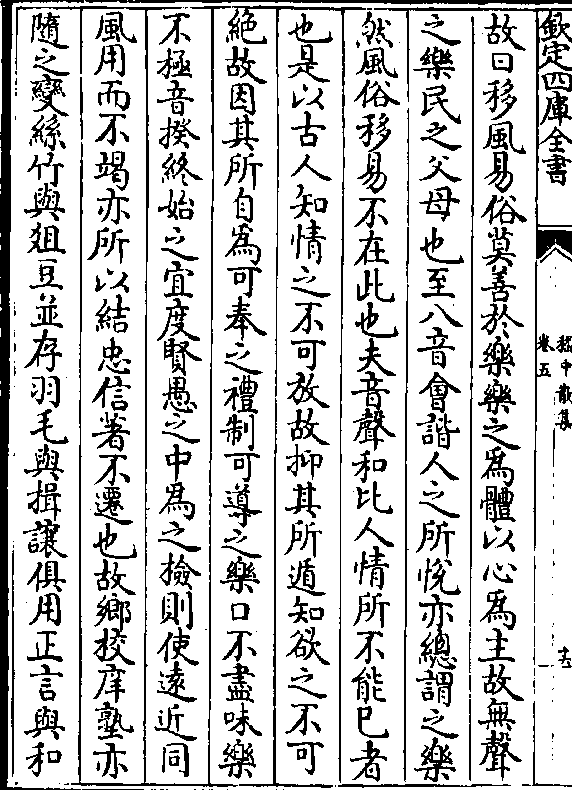 欽定四庫全書
嵇中散集
卷五
故曰移風易俗莫善於樂樂之為體以心為主故無聲
之樂民之父母也至八音會諧人之所悅亦總謂之樂
然風俗移易不在此也夫音聲和比人情所不能已者
也是以古人知情之不可放故抑其所遁知欲之不可
絶故因其所自為可奉之禮制可導之樂口不盡味樂
不極音揆終始之宜度賢愚之中為之撿則使遠近同
風用而不竭亦所以結忠信著不遷也故鄉校庠塾亦
隨之變絲竹與俎豆並存羽毛與揖讓俱用正言與和